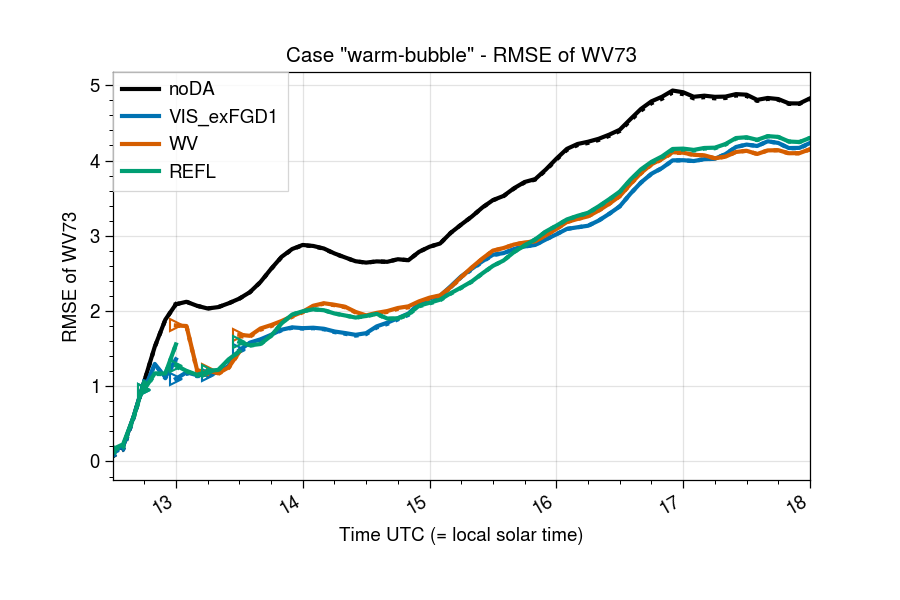 Case "warm-bubble" - RMSE of WV73
noDA
VIS_exFGD1
WV
REFL
RMSE of WV73
5
4
3
2
1
0
13
14
15
16
17
18
Time UTC (= local solar time)